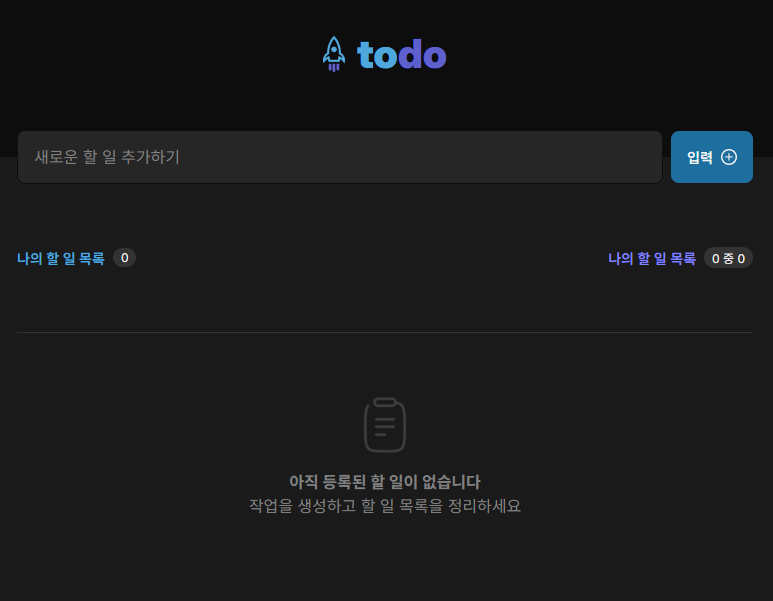 todo
새로운 할 일 추가하기
입력
나의 할 일 목록 0
나의 할 일 목록 0 중 0
아직 등록된 할 일이 없습니다
작업을 생성하고 할 일 목록을 정리하세요